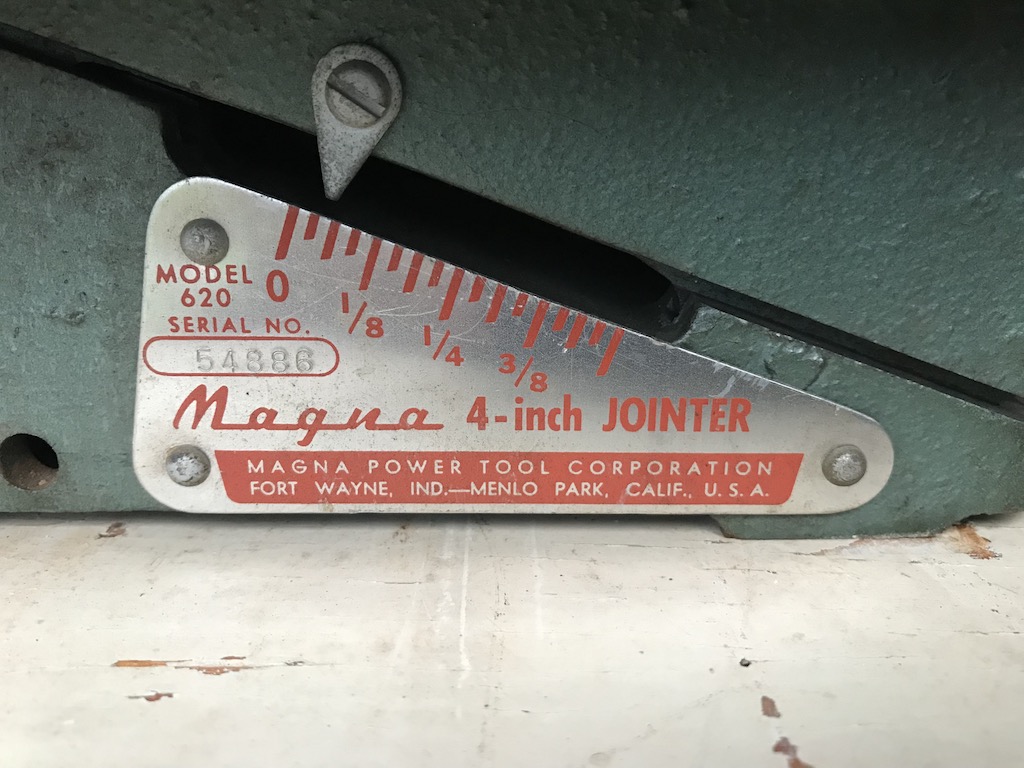 MODEL
620
0
1/8
1/4
3/8
SERIAL NO.
54886
Magna 4-inch JOINTER
MAGNA POWER TOOL CORPORATION
FORT WAYNE, IND.—MENLO PARK, CALIF., U.S.A.